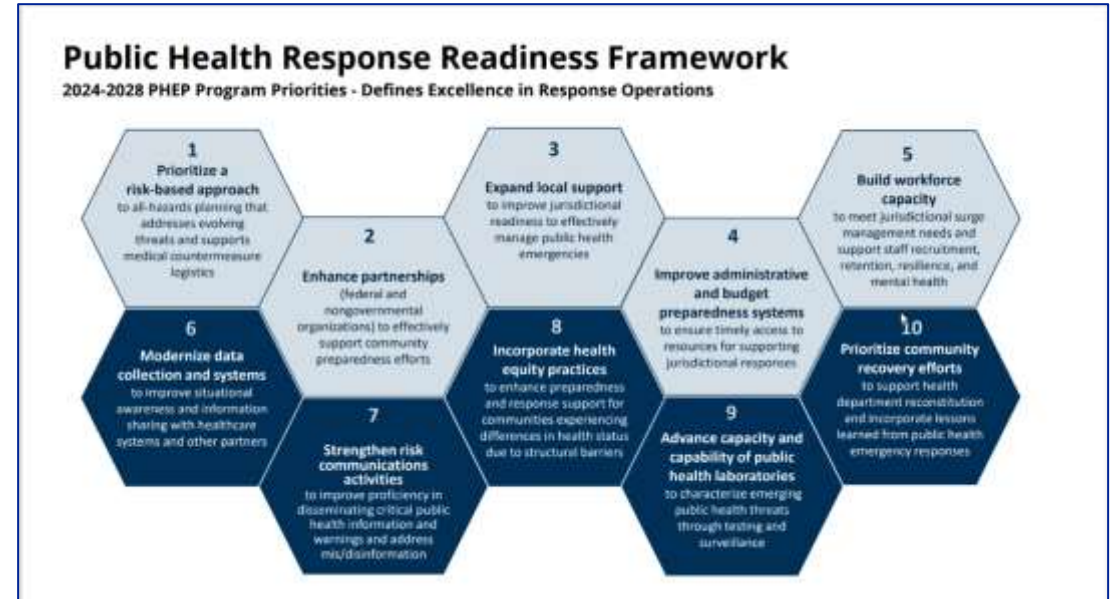 Public Health Response Readiness Framework
2024-2028 PHEP Program Priorities - Defines Excellence in Response Operations
1
Prioritize a
risk-based approach
to all-hazards planning that
addresses evolving
threats and supports
medical countermeasure
logistics
2
Enhance partnerships
(federal and
nongovernmental
organizations) to effectively
support community
preparedness efforts
3
Expand local support
to improve jurisdictional
readiness to effectively
manage public health
emergencies
4
Improve administrative
and budget
preparedness systems
to ensure timely access to
resources for supporting
jurisdictional responses
5
Build workforce
capacity
to meet jurisdictional surge
management needs and
support staff recruitment,
retention, resilience, and
mental health
6
Modernize data
collection and systems
to improve situational
awareness and information
sharing with healthcare
systems and other partners
7
Strengthen risk
communications
activities
to improve proficiency in
disseminating critical public
health information and
warnings and address
mis/disinformation
8
Incorporate health
equity practices
to enhance preparedness
and response support for
communities experiencing
differences in health status
due to structural barriers
9
Advance capacity and
capability of public
health laboratories
to characterize emerging
public health threats
through testing and
surveillance
10
Prioritize community
recovery efforts
to support health
department reconstitution
and incorporate lessons
learned from public health
emergency responses